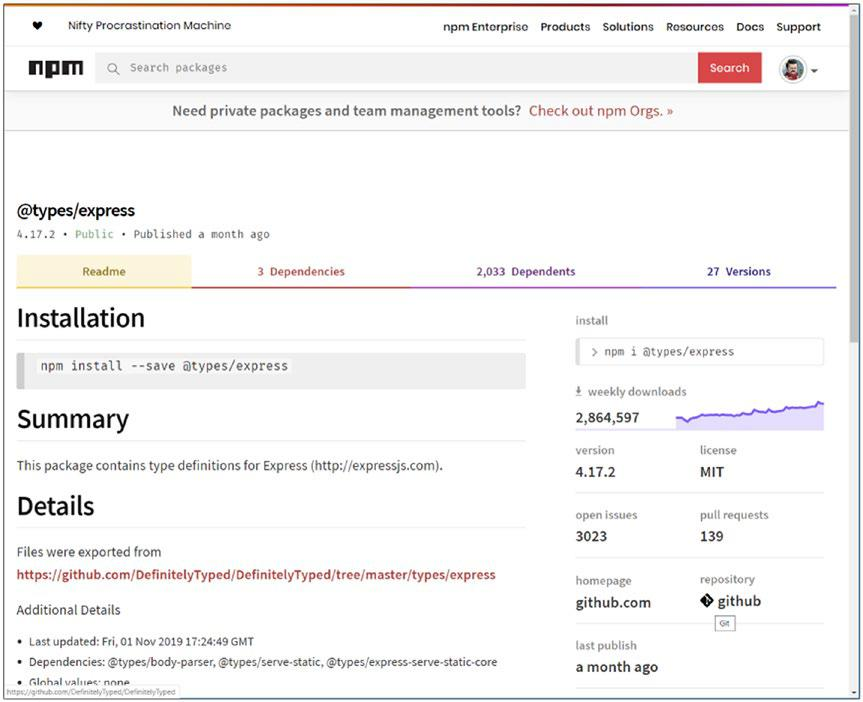 Nifty Procrastination Machine
npm Enterprise Products Solutions Resources Docs Support
npm Search packages Search
Need private packages and team management tools? Check out npm Orgs. »
@types/express
4.17.2 • Public • Published a month ago
Readme
3 Dependencies
2,033 Dependents
27 Versions
Installation
npm install --save @types/express
Summary
This package contains type definitions for Express (http://expressjs.com).
Details
Files were exported from
https://github.com/DefinitelyTyped/DefinitelyTyped/tree/master/types/express
Additional Details
• Last updated: Fri, 01 Nov 2019 17:24:49 GMT
• Dependencies: @types/body-parser, @types/serve-static, @types/express-serve-static-core
• Global values: none
https://github.com/DefinitelyTyped/DefinitelyTyped
install
> npm i @types/express
weekly downloads
2,864,597
version
4.17.2
license
MIT
open issues
3023
pull requests
139
homepage
github.com
repository
github
Git
last publish
a month ago